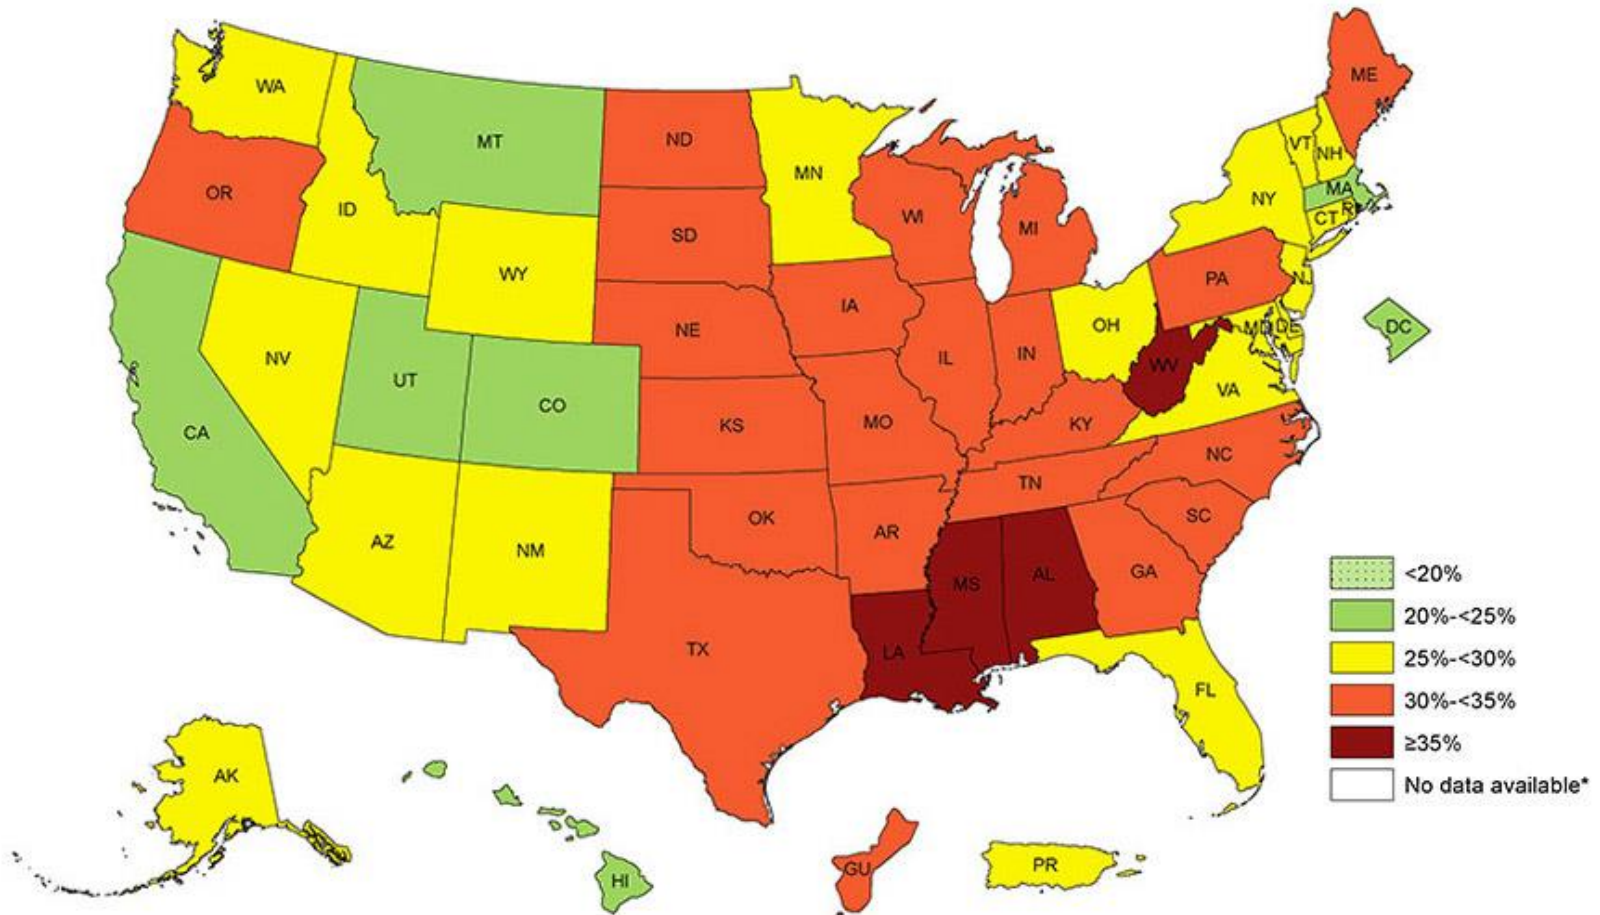 ME
WA
MT
ND
MN
VT
NH
OR
ID
SD
WI
MI
NY
MA
CT
R
WY
NE
IA
PA
NJ
NV
UT
CO
IL
IN
OH
MD
DE
DC
WV
VA
CA
KS
MO
KY
NC
TN
AZ
NM
OK
AR
SC
MS
AL
GA
TX
LA
FL
AK
HI
GU
PR
<20%
20%-<25%
25%-<30%
30%-<35%
≥35%
No data available*